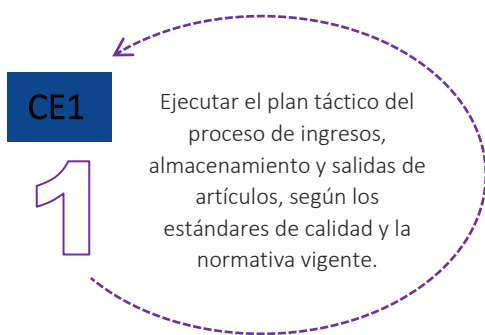 CE1
1
Ejecutar el plan táctico del
proceso de ingresos,
almacenamiento y salidas de
artículos, según los
estándares de calidad y la
normativa vigente.